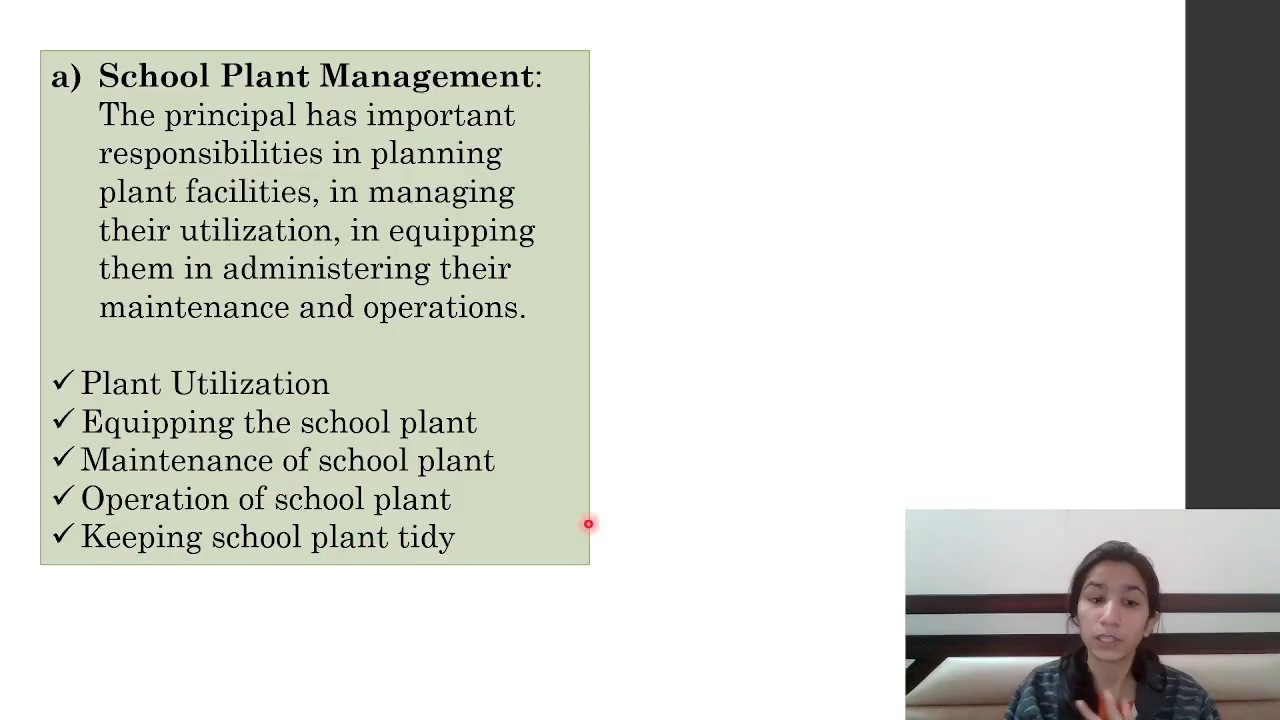 a) School Plant Management:
The principal has important
responsibilities in planning
plant facilities, in managing
their utilization, in equipping
them in administering their
maintenance and operations.
✓ Plant Utilization
✓ Equipping the school plant
✓ Maintenance of school plant
✓ Operation of school plant
✓ Keeping school plant tidy